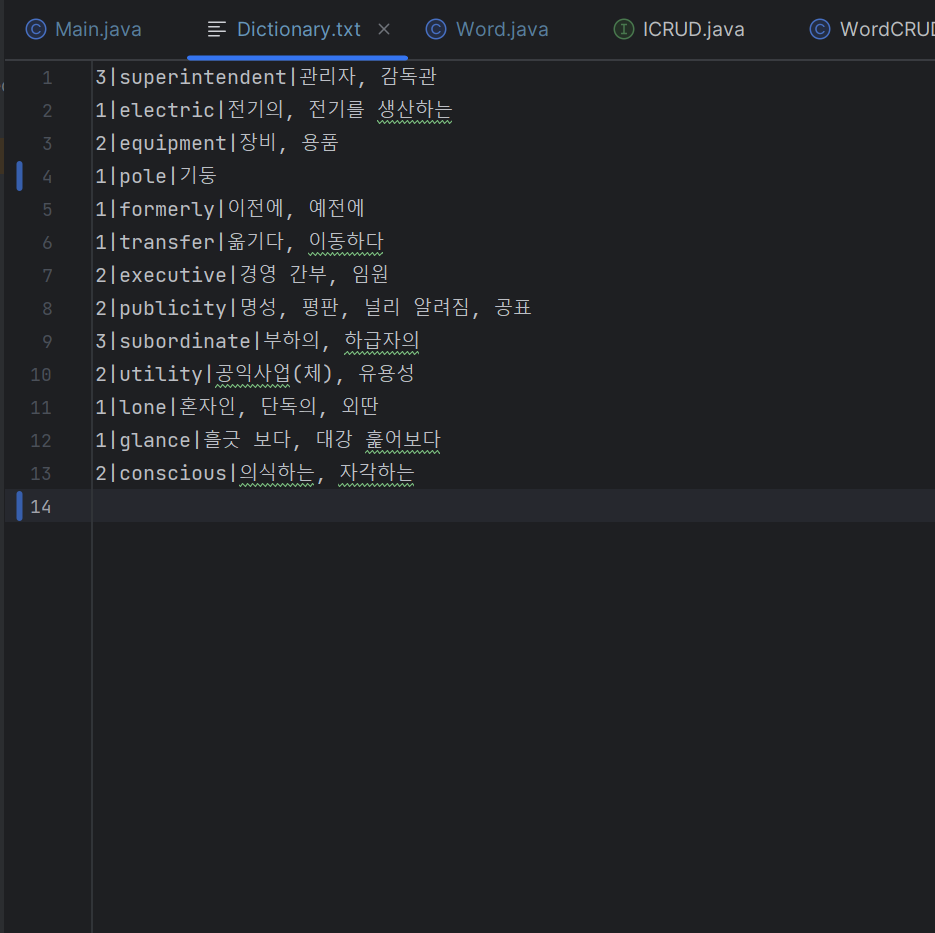 Main.java
Dictionary.txt
Word.java
ICRUD.java
WordCRUD
1 3|superintendent|관리자, 감독관
2 1|electric|전기의, 전기를 생산하는
3 2|equipment|장비, 용품
4 1|pole|기둥
5 1|formerly|이전에, 예전에
6 1|transfer|옮기다, 이동하다
7 2|executive|경영 간부, 임원
8 2|publicity|명성, 평판, 널리 알려짐, 공표
9 3|subordinate|부하의, 하급자의
10 2|utility|공익사업(체), 유용성
11 1|lone|혼자인, 단독의, 외딴
12 1|glance|흘긋 보다, 대강 훑어보다
13 2|conscious|의식하는, 자각하는
14